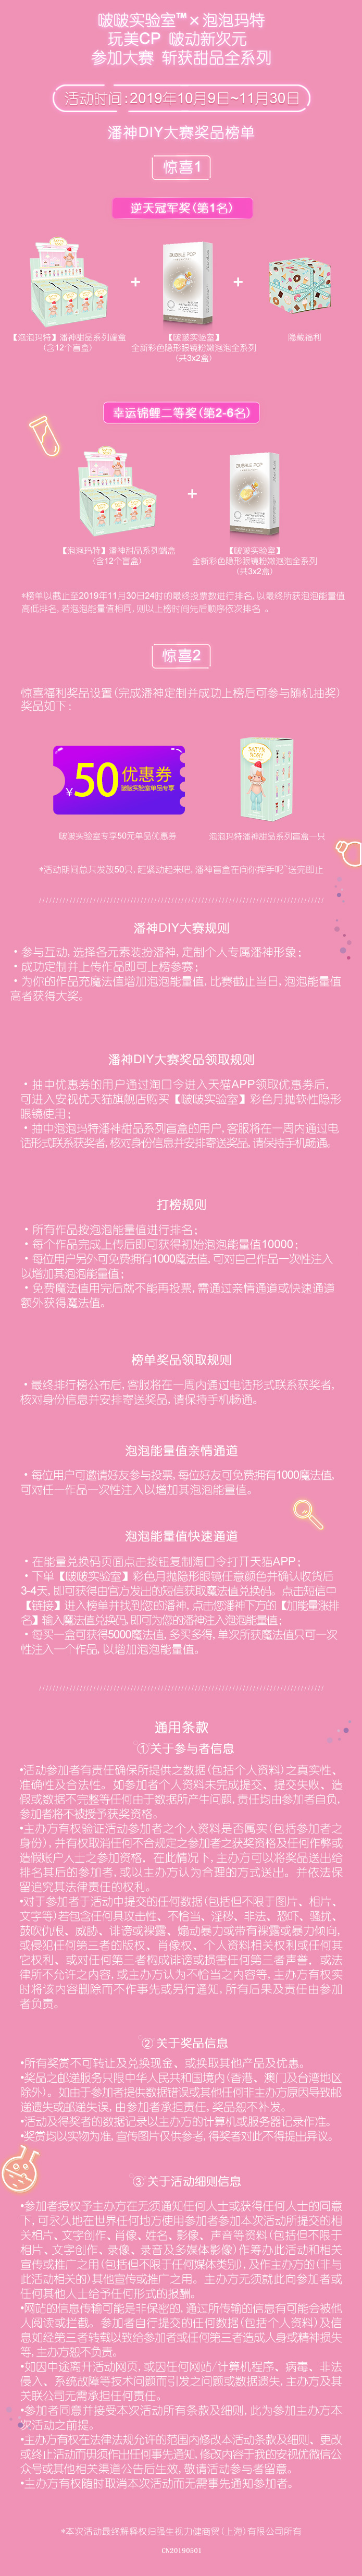 啵啵实验室™×泡泡玛特
玩美CP 啵动新次元
参加大赛 斩获甜品全系列
活动时间:2019年10月9日~11月30日
潘神DIY大赛奖品榜单
惊喜1
逆天冠军奖(第1名)
+
+
【泡泡玛特】潘神甜品系列端盒
(含12个盲盒)
【啵啵实验室】
全新彩色隐形眼镜粉嫩泡泡全系列
(共3x2盒)
隐藏福利
幸运锦鲤二等奖(第2-6名)
+
【泡泡玛特】潘神甜品系列端盒
(含12个盲盒)
【啵啵实验室】
全新彩色隐形眼镜粉嫩泡泡全系列
(共3x2盒)
*榜单以截止至2019年11月30日24时的最终投票数进行排名,以最终所获泡泡能量值
高低排名,若泡泡能量值相同,则以上榜时间先后顺序依次排名 。
惊喜2
惊喜福利奖品设置(完成潘神定制并成功上榜后可参与随机抽奖)
奖品如下:
¥50优惠券
啵啵实验室单品专享
啵啵实验室专享50元单品优惠券
泡泡玛特潘神甜品系列盲盒一只
*活动期间总共发放50只,赶紧动起来吧,潘神盲盒在向你挥手呢~送完即止
潘神DIY大赛规则
·参与互动,选择各元素装扮潘神,定制个人专属潘神形象;
·成功定制并上传作品即可上榜参赛;
·为你的作品充魔法值增加泡泡能量值,比赛截止当日,泡泡能量值
高者获得大奖。
潘神DIY大赛奖品领取规则
·抽中优惠券的用户通过淘口令进入天猫APP领取优惠券后,
可进入安视优天猫旗舰店购买【啵啵实验室】彩色月抛软性隐形
眼镜使用;
·抽中泡泡玛特潘神甜品系列盲盒的用户,客服将在一周内通过电
话形式联系获奖者,核对身份信息并安排寄送奖品,请保持手机畅通。
打榜规则
·所有作品按泡泡能量值进行排名;
·每个作品完成上传后即可获得初始泡泡能量值10000;
·每位用户另外可免费拥有1000魔法值,可对自己作品一次性注入
以增加其泡泡能量值;
·免费魔法值用完后就不能再投票,需通过亲情通道或快速通道
额外获得魔法值。
榜单奖品领取规则
·最终排行榜公布后,客服将在一周内通过电话形式联系获奖者,
核对身份信息并安排寄送奖品,请保持手机畅通。
泡泡能量值亲情通道
·每位用户可邀请好友参与投票,每位好友可免费拥有1000魔法值,
可对任一作品一次性注入以增加其泡泡能量值。
泡泡能量值快速通道
·在能量兑换码页面点击按钮复制淘口令打开天猫APP;
·下单【啵啵实验室】彩色月抛隐形眼镜任意颜色并确认收货后
3-4天,即可获得由官方发出的短信获取魔法值兑换码。点击短信中
【链接】进入榜单并找到您的潘神,点击您潘神下方的【加能量涨排
名】输入魔法值兑换码,即可为您的潘神注入泡泡能量值;
·每买一盒可获得5000魔法值,多买多得,单次所获魔法值只可一次
性注入一个作品,以增加泡泡能量值。
通用条款
①关于参与者信息
•活动参加者有责任确保所提供之数据(包括个人资料)之真实性、
准确性及合法性。如参加者个人资料未完成提交、提交失败、造
假或数据不完整等任何由于数据所产生问题,责任均由参加者自负,
参加者将不被授予获奖资格。
•主办方有权验证活动参加者之个人资料是否属实(包括参加者之
身份),并有权取消任何不合规定之参加者之获奖资格及任何作弊或
造假账户人士之参加资格。在此情况下,主办方可以将奖品送出给
排名其后的参加者,或以主办方认为合理的方式送出。并依法保
留追究其法律责任的权利。
•对于参加者于活动中提交的任何数据(包括但不限于图片、相片、
文字等)若包含任何具攻击性、不恰当、淫秽、非法、恐吓、骚扰、
鼓吹仇恨、威胁、诽谤或裸露、煽动暴力或带有裸露或暴力倾向,
或侵犯任何第三者的版权、肖像权、个人资料相关权利或任何其
它权利、或对任何第三者构成诽谤或损害任何第三者声誉、或法
律所不允许之内容,或主办方认为不恰当之内容等,主办方有权实
时将该内容删除而不作事先或另行通知,所有后果及责任由参加
者负责。
②关于奖品信息
•所有奖赏不可转让及兑换现金、或换取其他产品及优惠。
•奖品之邮递服务只限中华人民共和国境内(香港、澳门及台湾地区
除外)。如由于参加者提供数据错误或其他任何非主办方原因导致邮
递遗失或邮递失误,由参加者承担责任,奖品恕不补发。
•活动及得奖者的数据记录以主办方的计算机或服务器记录作准。
•奖赏均以实物为准,宣传图片仅供参考,得奖者对此不得提出异议。
③关于活动细则信息
•参加者授权予主办方在无须通知任何人士或获得任何人士的同意
下,可永久地在世界任何地方使用参加者参加本次活动所提交的相
关相片、文字创作、肖像、姓名、影像、声音等资料(包括但不限于
相片、文字创作、录像、录音及多媒体影像)作筹办此活动和相关
宣传或推广之用(包括但不限于任何媒体类别),及作主办方的(非与
此活动相关的)其他宣传或推广之用。主办方无须就此向参加者或
任何其他人士给予任何形式的报酬。
•网站的信息传输可能是非保密的,通过所传输的信息有可能会被他
人阅读或拦截。参加者自行提交的任何数据(包括个人资料)及信
息如经第三者转载以致给参加者或任何第三者造成人身或精神损失
等,主办方恕不负责。
•如因中途离开活动网页,或因任何网站/计算机程序、病毒、非法
侵入、系统故障等技术问题而引发之问题或数据遗失,主办方及其
关联公司无需承担任何责任。
•参加者同意并接受本次活动所有条款及细则,此为参加主办方本
次活动之前提。
•主办方有权在法律法规允许的范围内修改本活动条款及细则、更改
或终止活动而毋须作出任何事先通知,修改内容于我的安视优微信公
众号或其他相关渠道公告后生效,敬请活动参与者留意。
•主办方有权随时取消本次活动而无需事先通知参加者。
*本次活动最终解释权归强生视力健商贸(上海)有限公司所有
CN20190501